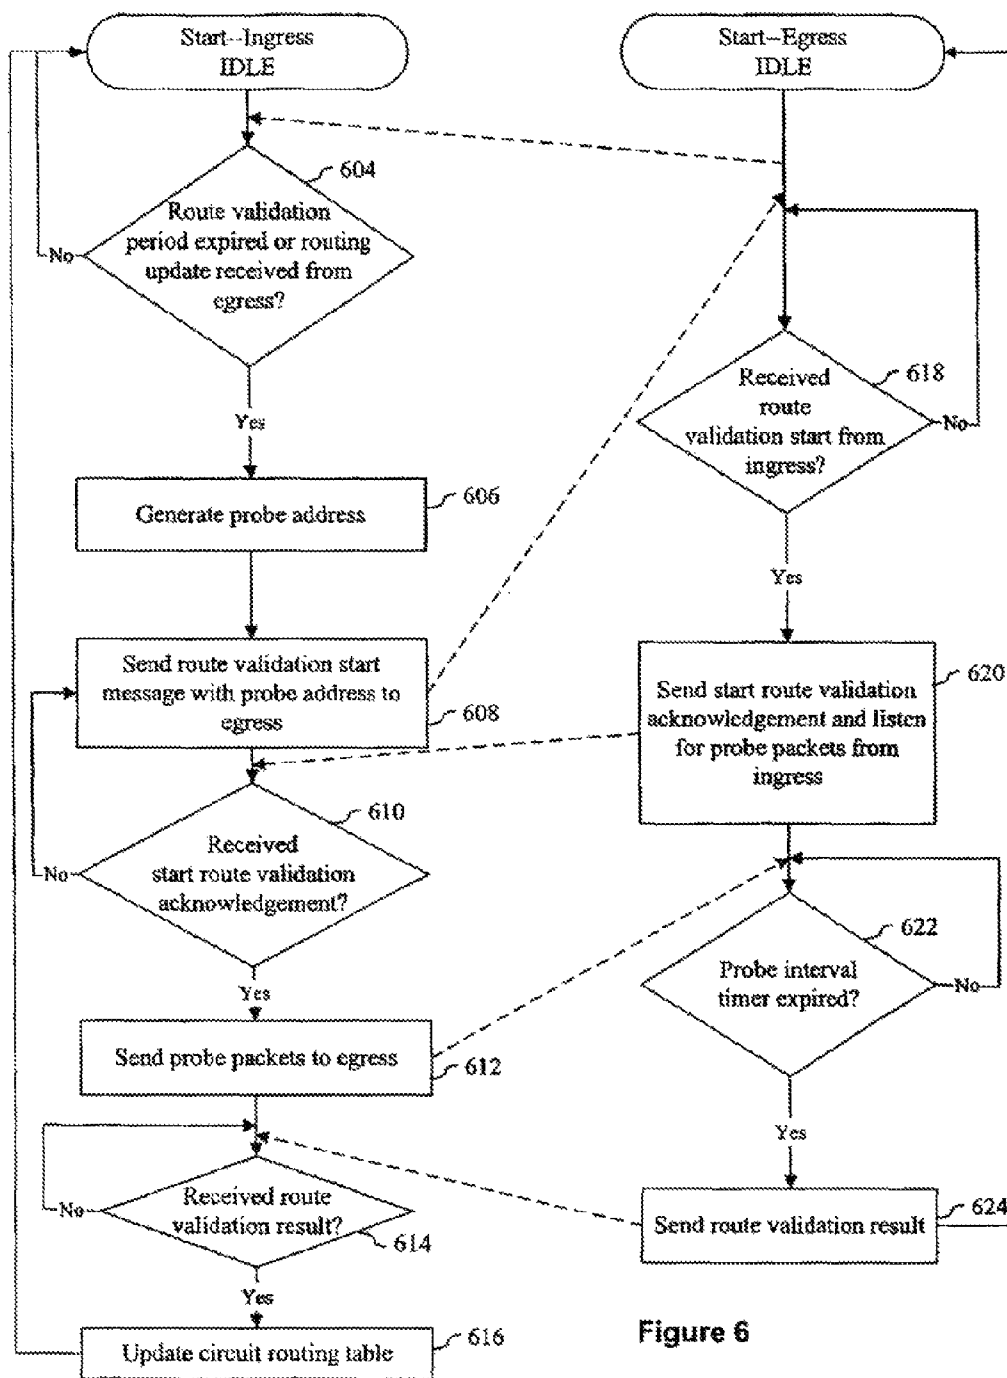 Start--Ingress
IDLE
Start--Egress
IDLE
604
Route validation
period expired or routing
update received from
egress?
No
Yes
618
Received
route
validation start from
ingress?
No
Yes
606
Generate probe address
Send route validation start
message with probe address to
egress
608
620
Send start route validation
acknowledgement and listen
for probe packets from
ingress
610
Received
start route validation
acknowledgement?
No
Yes
622
Probe interval
timer expired?
No
Yes
Send probe packets to egress
612
Received route
validation result?
614
No
Yes
Send route validation result
624
Update circuit routing table
616
Figure 6